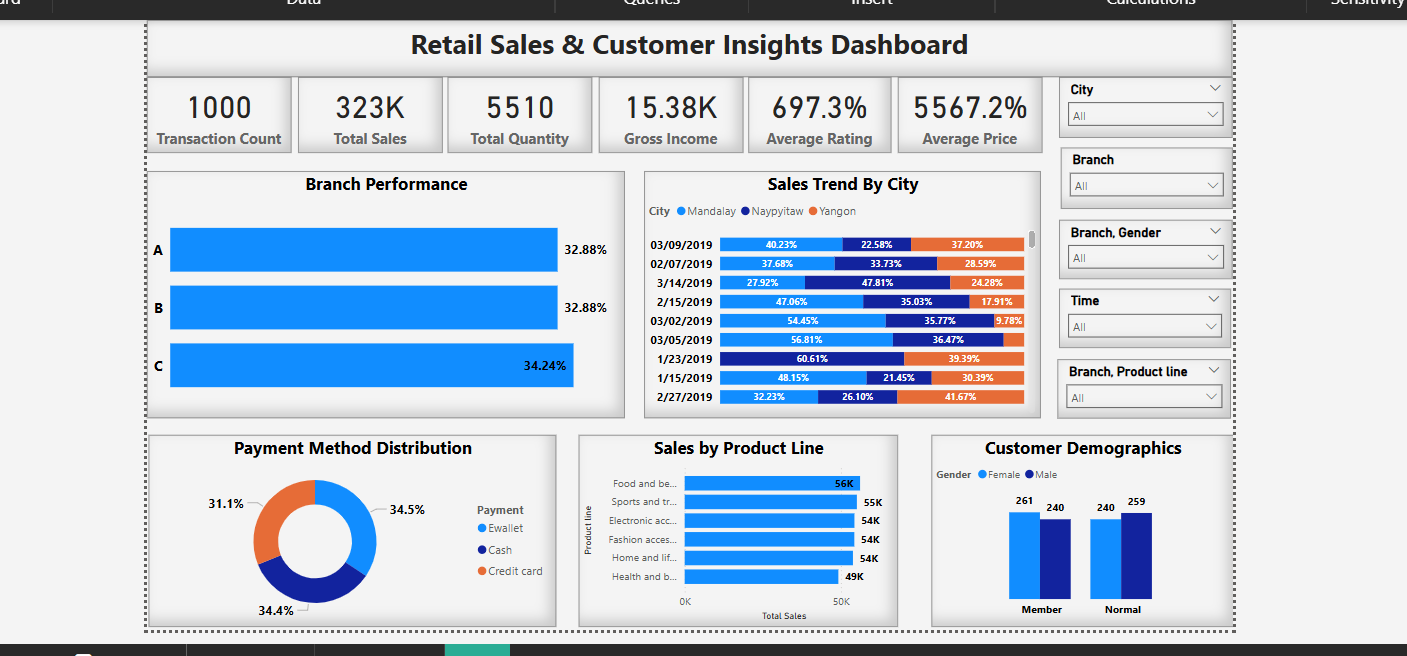 Data
Queries
Insert
Calculations
Sensitivity
Retail Sales & Customer Insights Dashboard
1000
Transaction Count
323K
Total Sales
5510
Total Quantity
15.38K
Gross Income
697.3%
Average Rating
5567.2%
Average Price
City
All
Branch
All
Branch, Gender
All
Time
All
Branch, Product line
All
Branch Performance
A
32.88%
B
32.88%
C
34.24%
Sales Trend By City
City Mandalay Naypyitaw Yangon
03/09/2019 40.23% 22.58% 37.20%
02/07/2019 37.68% 33.73% 28.59%
3/14/2019 27.92% 47.81% 24.28%
2/15/2019 47.06% 35.03% 17.91%
03/02/2019 54.45% 35.77% 9.78%
03/05/2019 56.81% 36.47%
1/23/2019 60.61% 39.39%
1/15/2019 48.15% 21.45% 30.39%
2/27/2019 32.23% 26.10% 41.67%
Payment Method Distribution
31.1%
34.5%
34.4%
Payment
Ewallet
Cash
Credit card
Sales by Product Line
Product line
Food and be... 56K
Sports and tr... 55K
Electronic acc... 54K
Fashion acces... 54K
Home and lif... 54K
Health and b... 49K
0K 50K
Total Sales
Customer Demographics
Gender Female Male
261 240 240 259
Member Normal